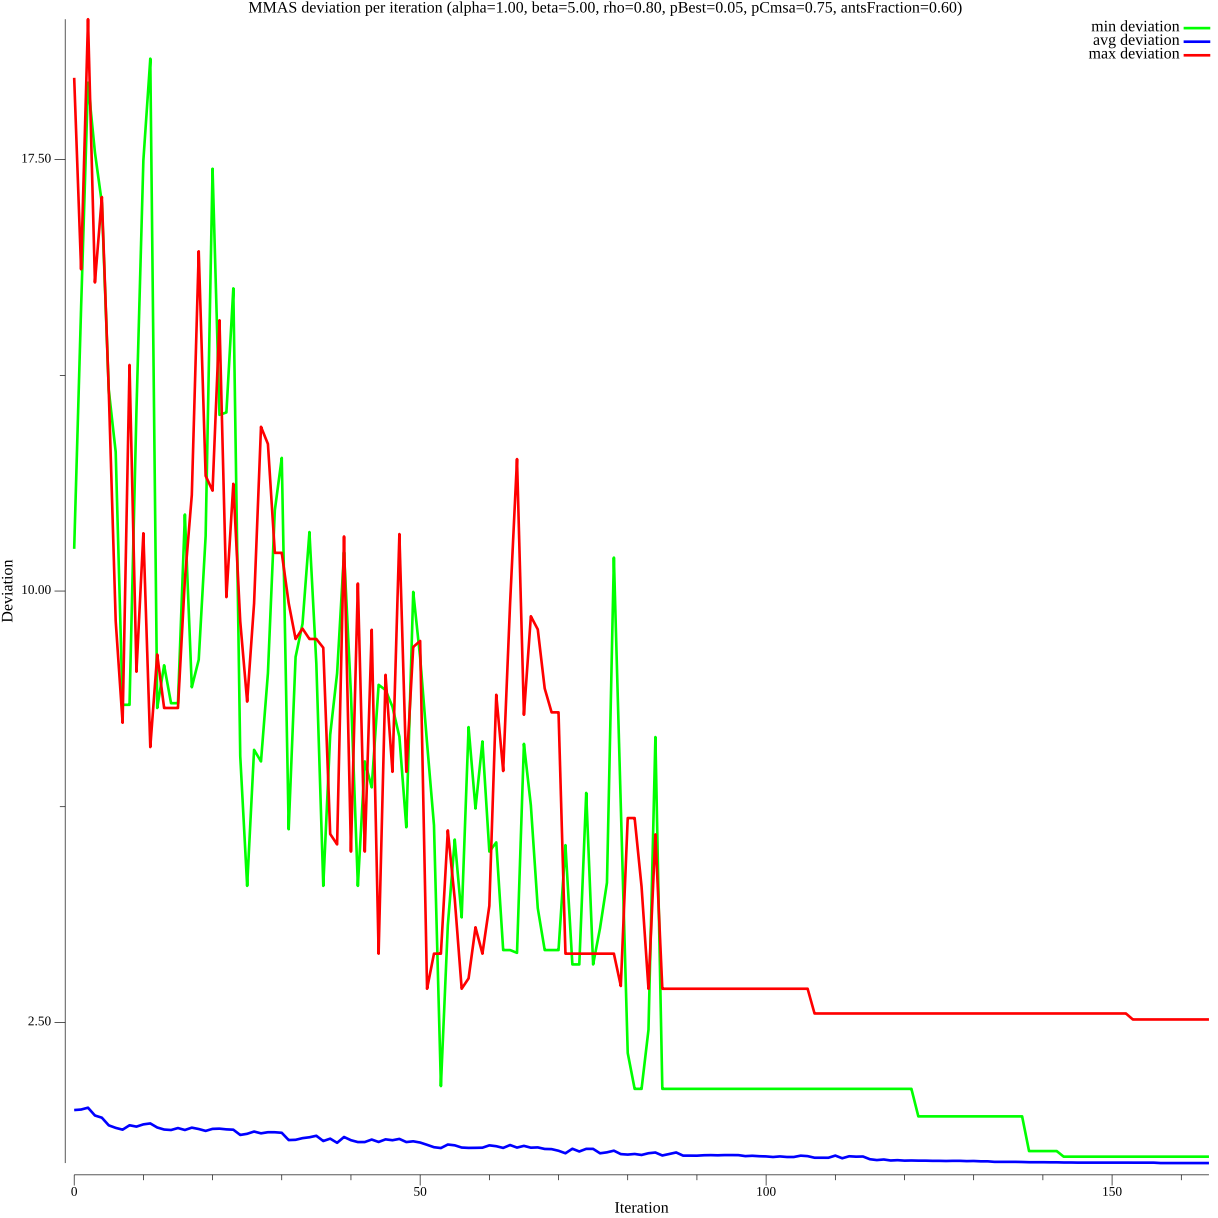 MMAS deviation per iteration (alpha=1.00, beta=5.00, rho=0.80, pBest=0.05, pCmsa=0.75, antsFraction=0.60)
min deviation
avg deviation
max deviation
17.50
10.00
2.50
Deviation
0
50
100
150
Iteration